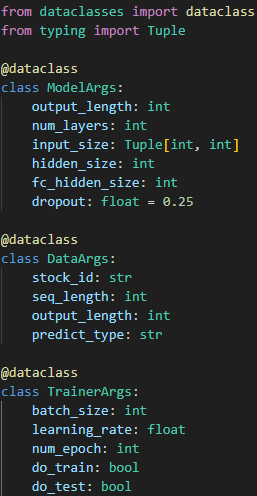 from dataclasses import dataclass
from typing import Tuple

@dataclass
class ModelArgs:
    output_length: int
    num_layers: int
    input_size: Tuple[int, int]
    hidden_size: int
    fc_hidden_size: int
    dropout: float = 0.25

@dataclass
class DataArgs:
    stock_id: str
    seq_length: int
    output_length: int
    predict_type: str

@dataclass
class TrainerArgs:
    batch_size: int
    learning_rate: float
    num_epoch: int
    do_train: bool
    do_test: bool